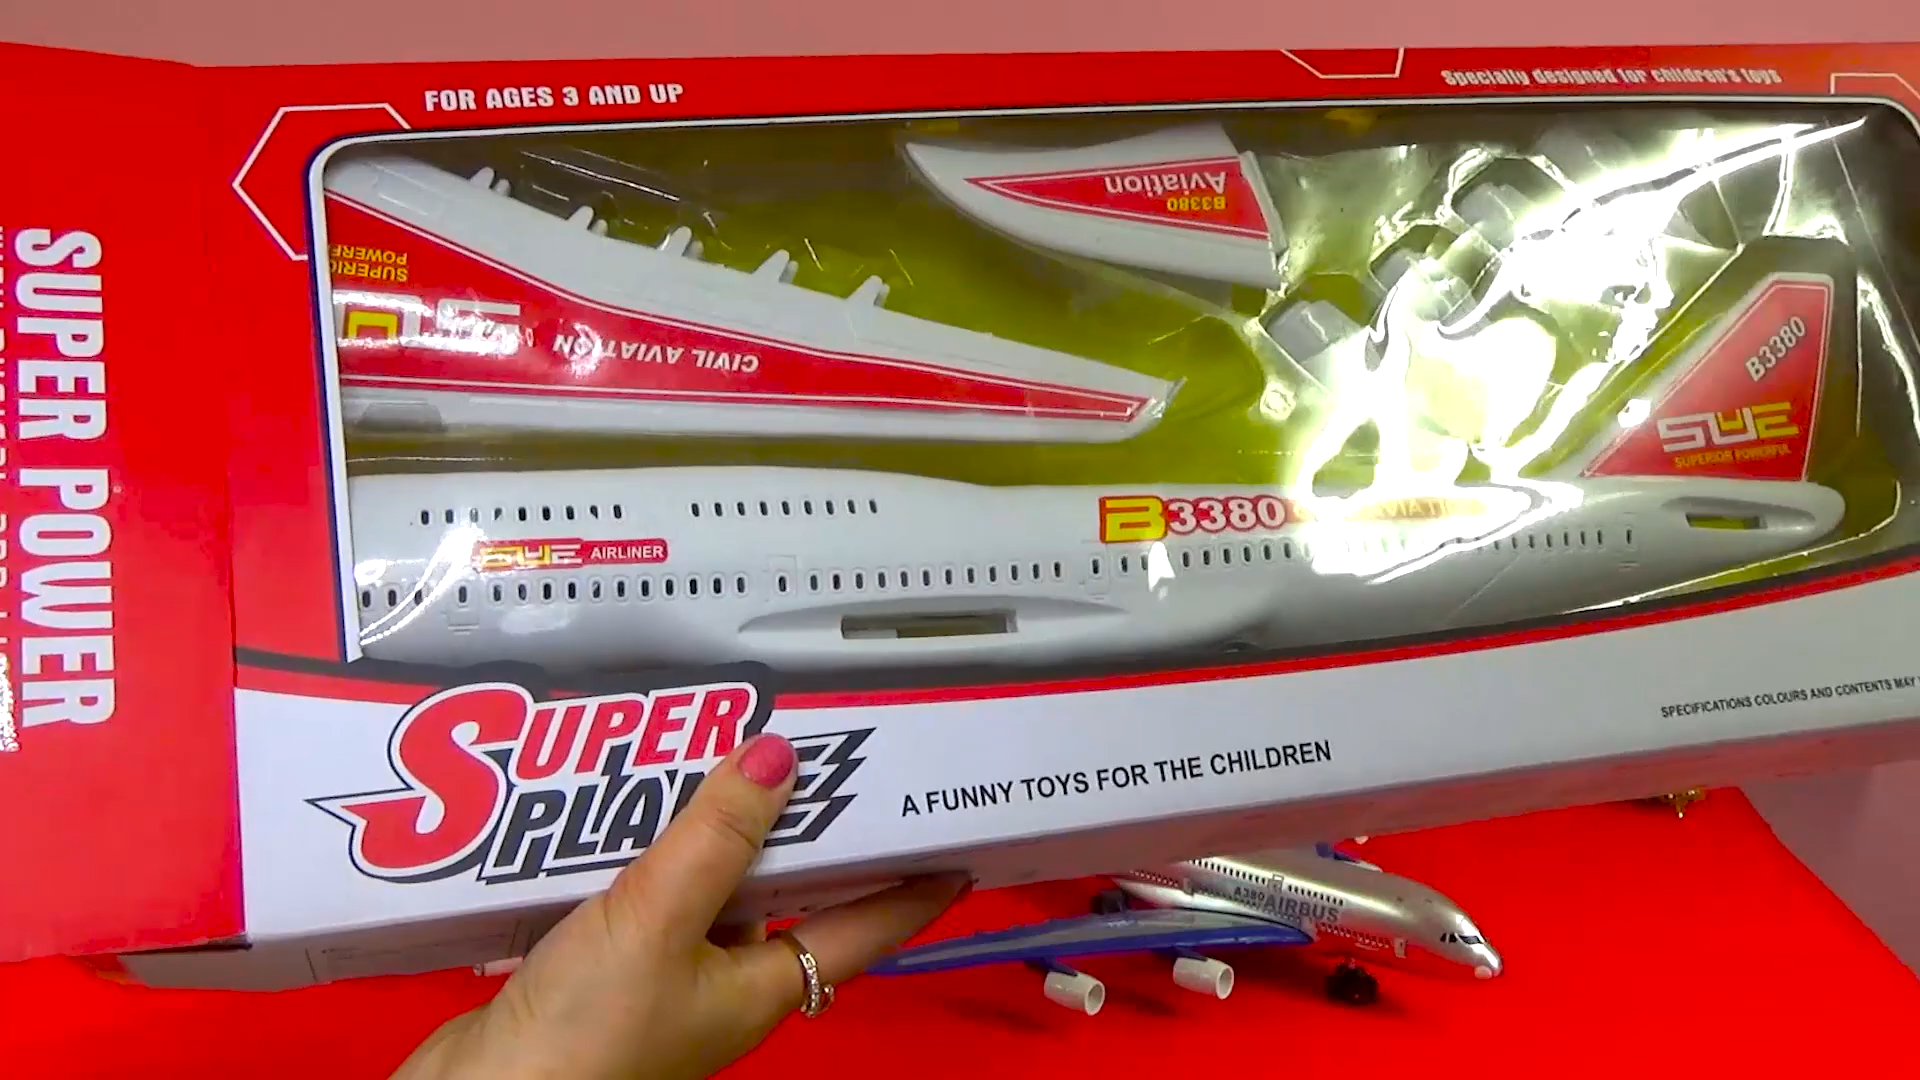 FOR AGES 3 AND UP
Specially designed for children's toys
SUPER POWER
Aviation
B3380
SUPERIOR
CIVIL AVIATION
B3380
SUE
SUPERIOR POWERFUL
B3380
SUE AIRLINER
SUPER
PLANE
A FUNNY TOYS FOR THE CHILDREN
SPECIFICATIONS COLOURS AND CONTENTS MAY
A380 AIRBUS